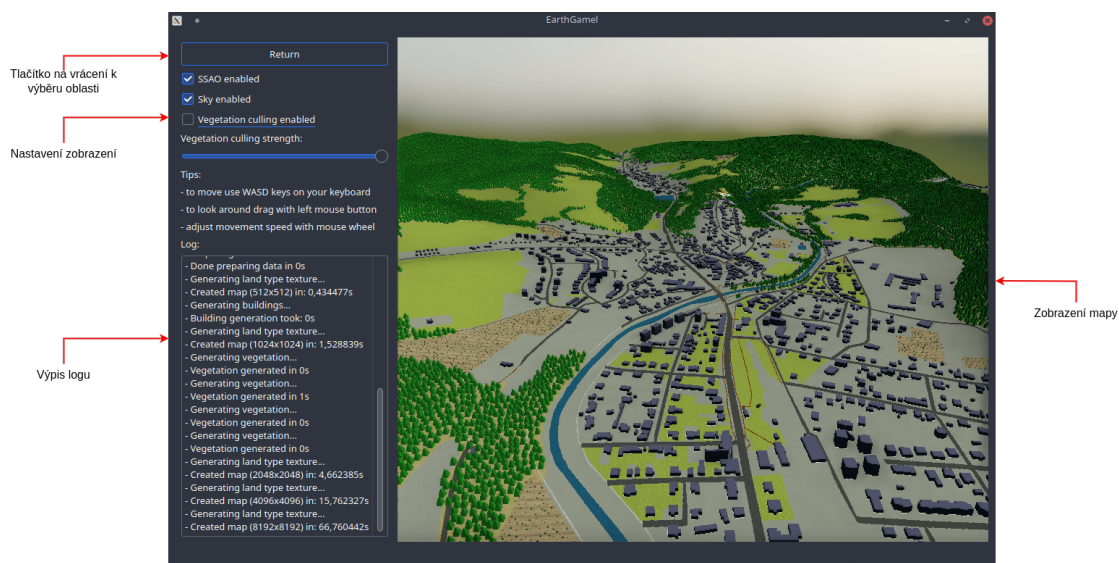 EarthGamel
Return
Tlačítko na vrácení k
výběru oblasti
SSAO enabled
Sky enabled
Vegetation culling enabled
Nastavení zobrazení
Vegetation culling strength:
Tips:
- to move use WASD keys on your keyboard
- to look around drag with left mouse button
- adjust movement speed with mouse wheel
Log:
- Done preparing data in 0s
- Generating land type texture...
- Created map (512x512) in: 0,434477s
- Generating buildings...
- Building generation took: 0s
- Generating land type texture...
- Created map (1024x1024) in: 1,528839s
- Generating vegetation...
- Vegetation generated in 0s
- Generating vegetation...
- Vegetation generated in 1s
- Generating vegetation...
- Vegetation generated in 0s
- Generating vegetation...
- Vegetation generated in 0s
- Generating land type texture...
- Created map (2048x2048) in: 4,662385s
- Generating land type texture...
- Created map (4096x4096) in: 15,762327s
- Generating land type texture...
- Created map (8192x8192) in: 66,760442s
Výpis logu
Zobrazení mapy